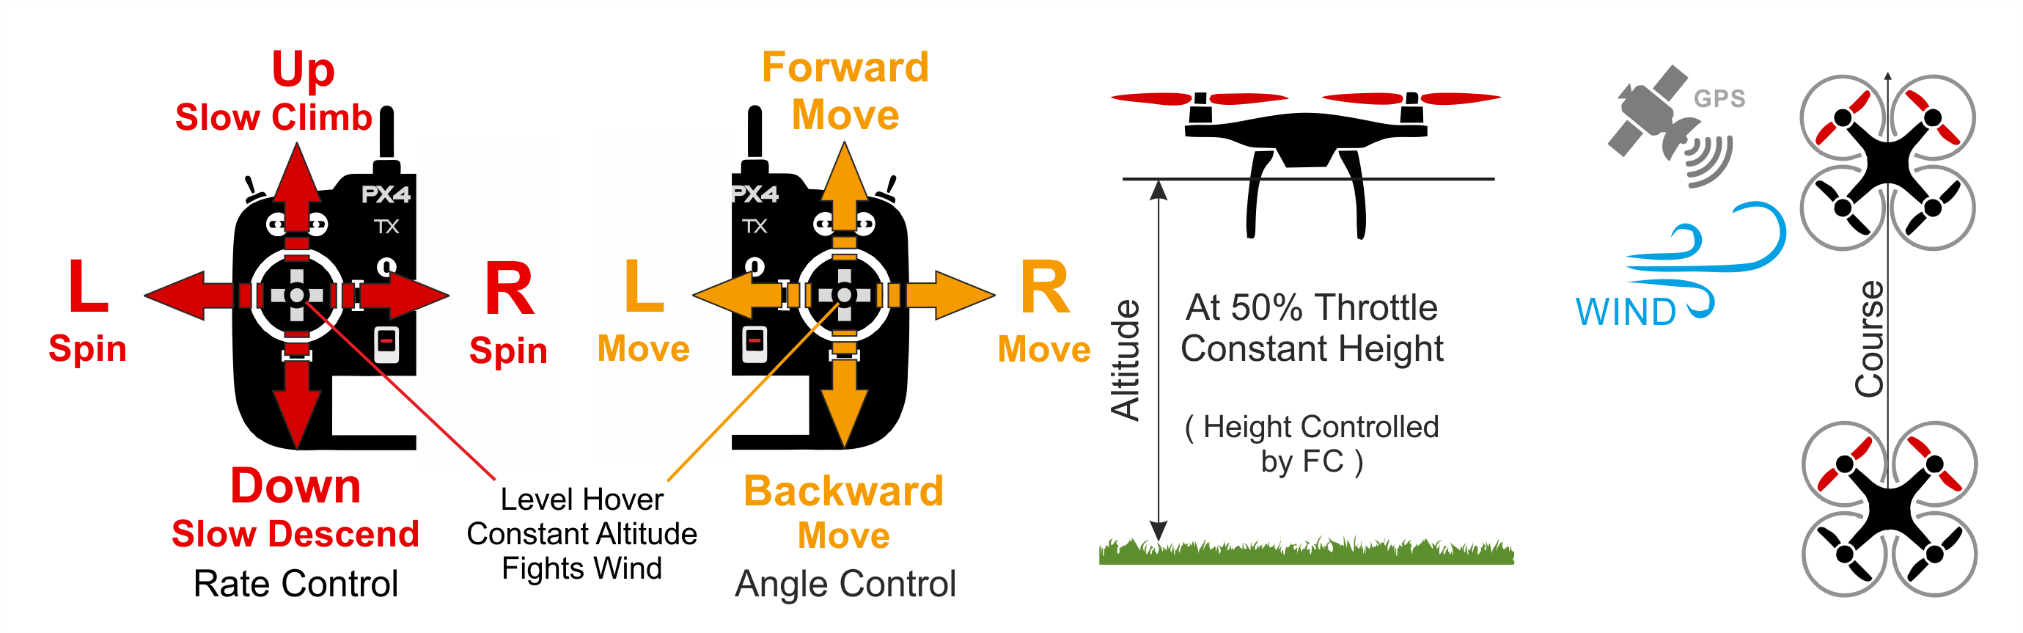 Up
Slow Climb
PX4
TX
L
Spin
R
Spin
Down
Slow Descend
Rate Control
Level Hover
Constant Altitude
Fights Wind
Forward
Move
PX4
TX
L
Move
R
Move
Backward
Move
Angle Control
Altitude
At 50% Throttle
Constant Height
( Height Controlled
by FC )
GPS
WIND
Course